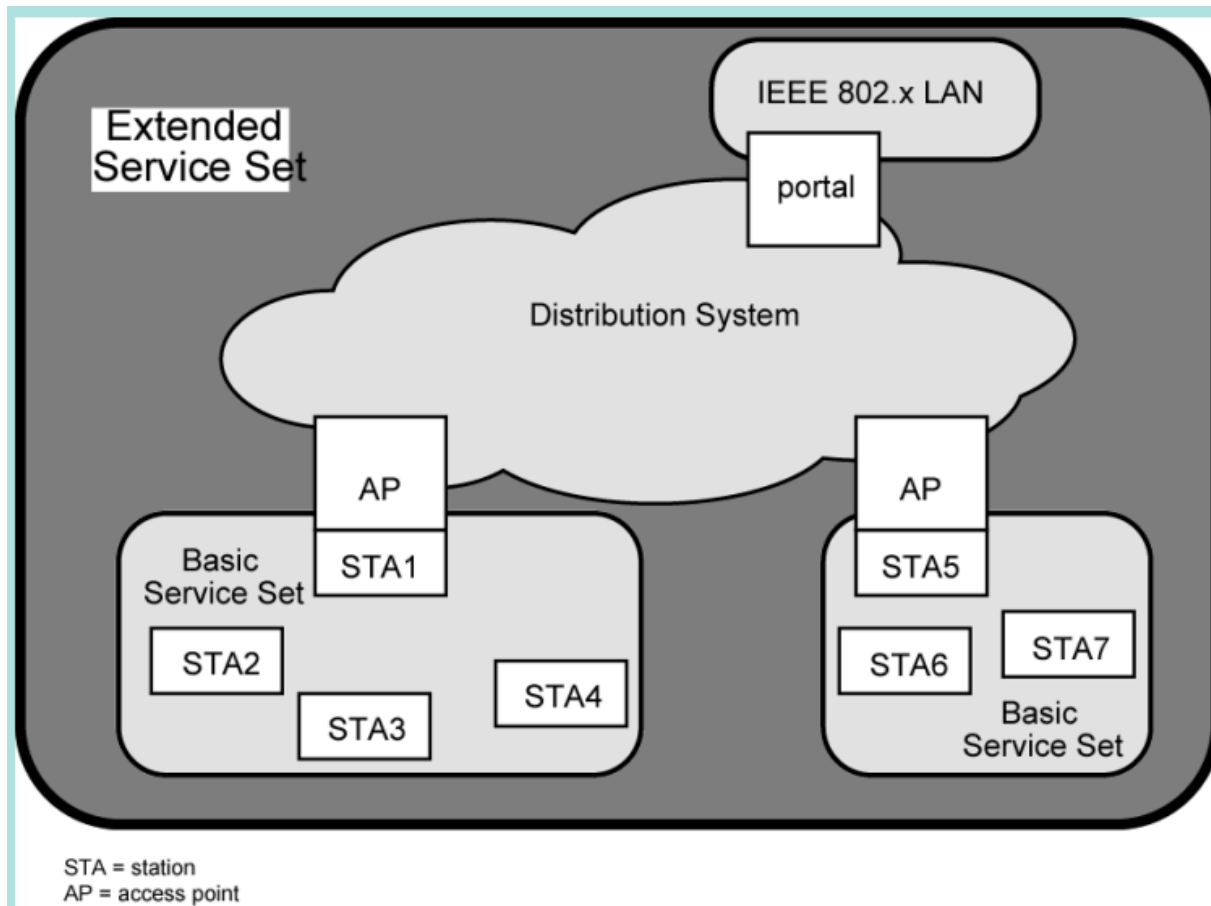 IEEE 802.x LAN
Extended
Service Set
portal
Distribution System
AP
AP
Basic
Service Set
STA1
STA5
STA2
STA3
STA4
STA6
STA7
Basic
Service Set
STA = station
AP = access point